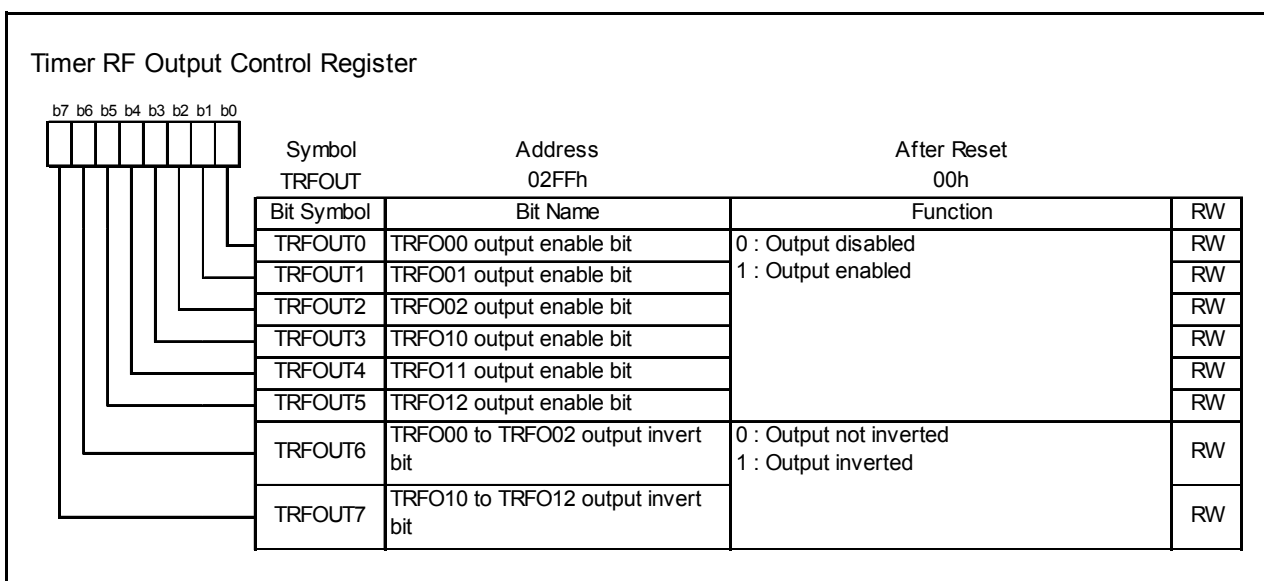 Timer RF Output Control Register
b7 b6 b5 b4 b3 b2 b1 b0
Symbol Address After Reset
TRFOUT 02FFh 00h
Bit Symbol Bit Name Function RW
TRFOUT0 TRFO00 output enable bit 0 : Output disabled RW
TRFOUT1 TRFO01 output enable bit 1 : Output enabled RW
TRFOUT2 TRFO02 output enable bit RW
TRFOUT3 TRFO10 output enable bit RW
TRFOUT4 TRFO11 output enable bit RW
TRFOUT5 TRFO12 output enable bit RW
TRFOUT6 TRFO00 to TRFO02 output invert bit 0 : Output not inverted RW
1 : Output inverted
TRFOUT7 TRFO10 to TRFO12 output invert bit RW